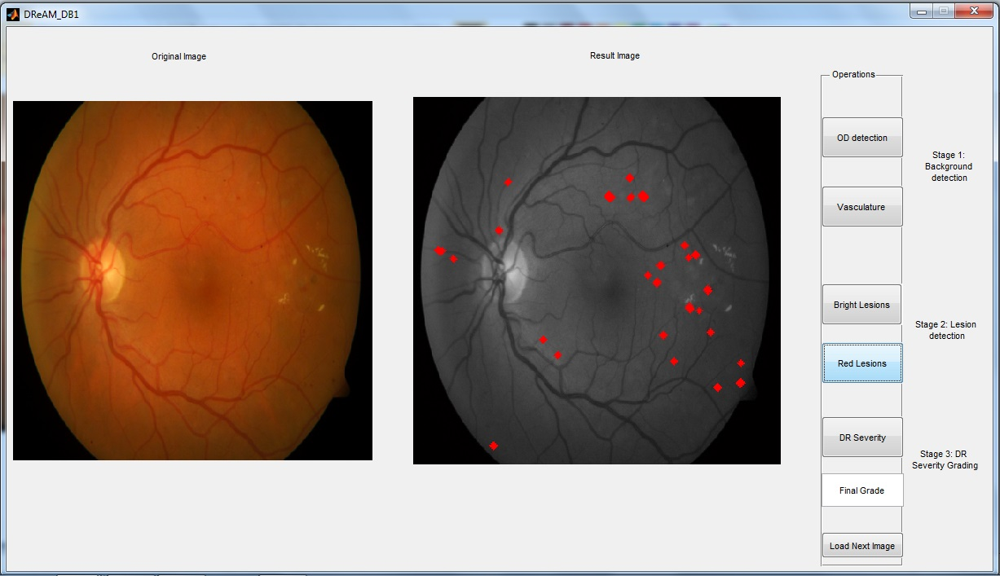 DReAM_DB1
Original Image
Result Image
Operations
OD detection
Stage 1:
Background
detection
Vasculature
Bright Lesions
Stage 2: Lesion
detection
Red Lesions
DR Severity
Stage 3: DR
Severity Grading
Final Grade
Load Next Image